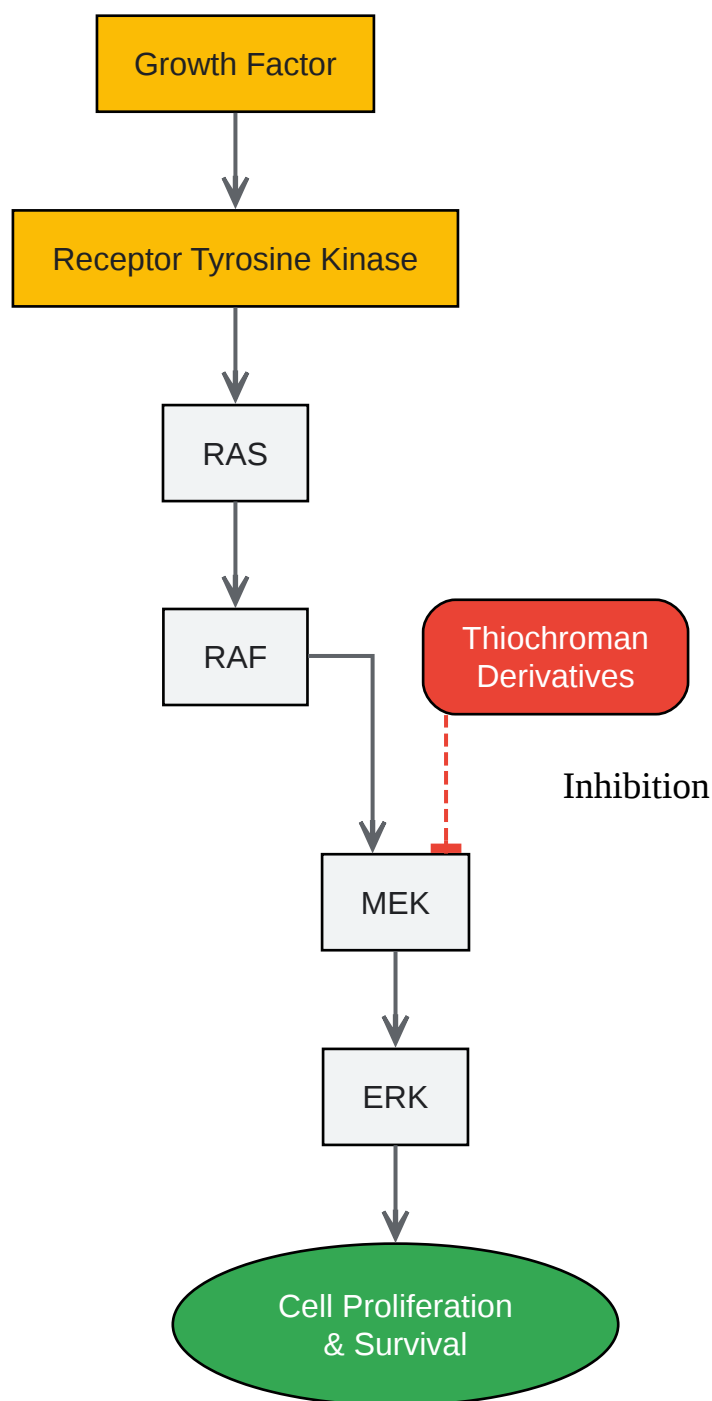 Growth Factor
Receptor Tyrosine Kinase
RAS
RAF
Thiochroman
Derivatives
Inhibition
MEK
ERK
Cell Proliferation
& Survival